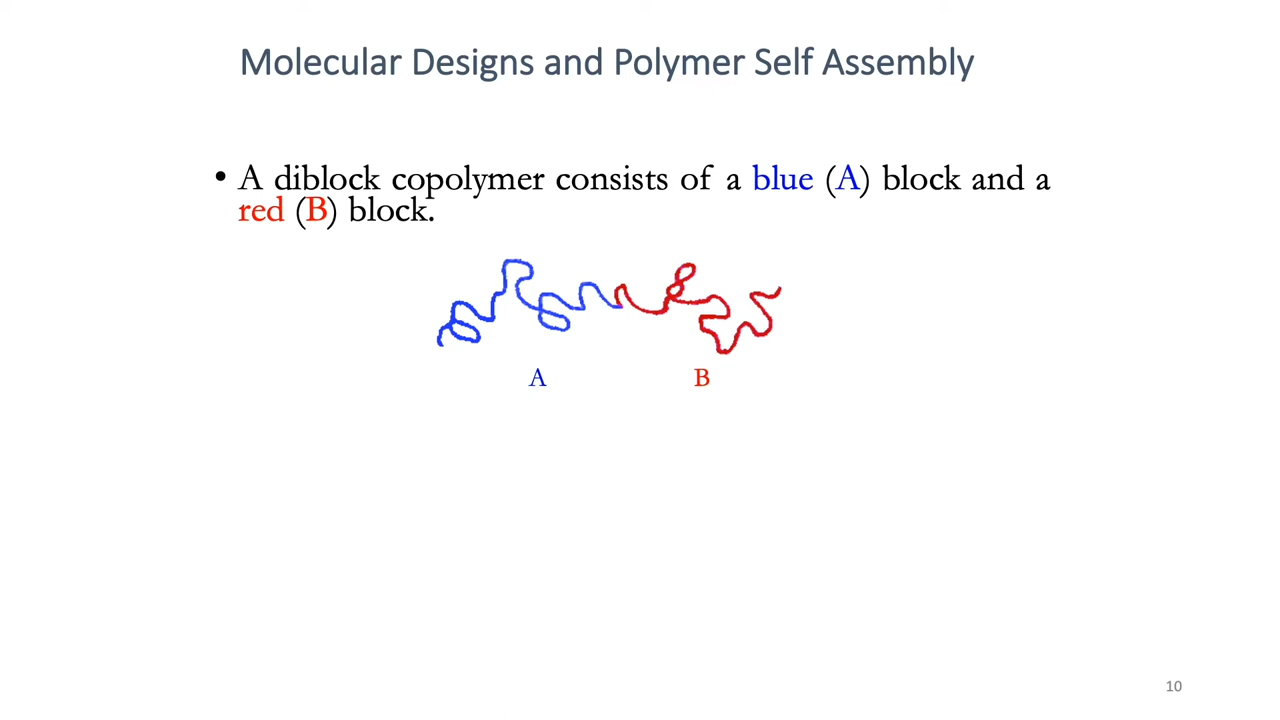 Molecular Designs and Polymer Self Assembly
• A diblock copolymer consists of a blue (A) block and a
red (B) block.
A B
10